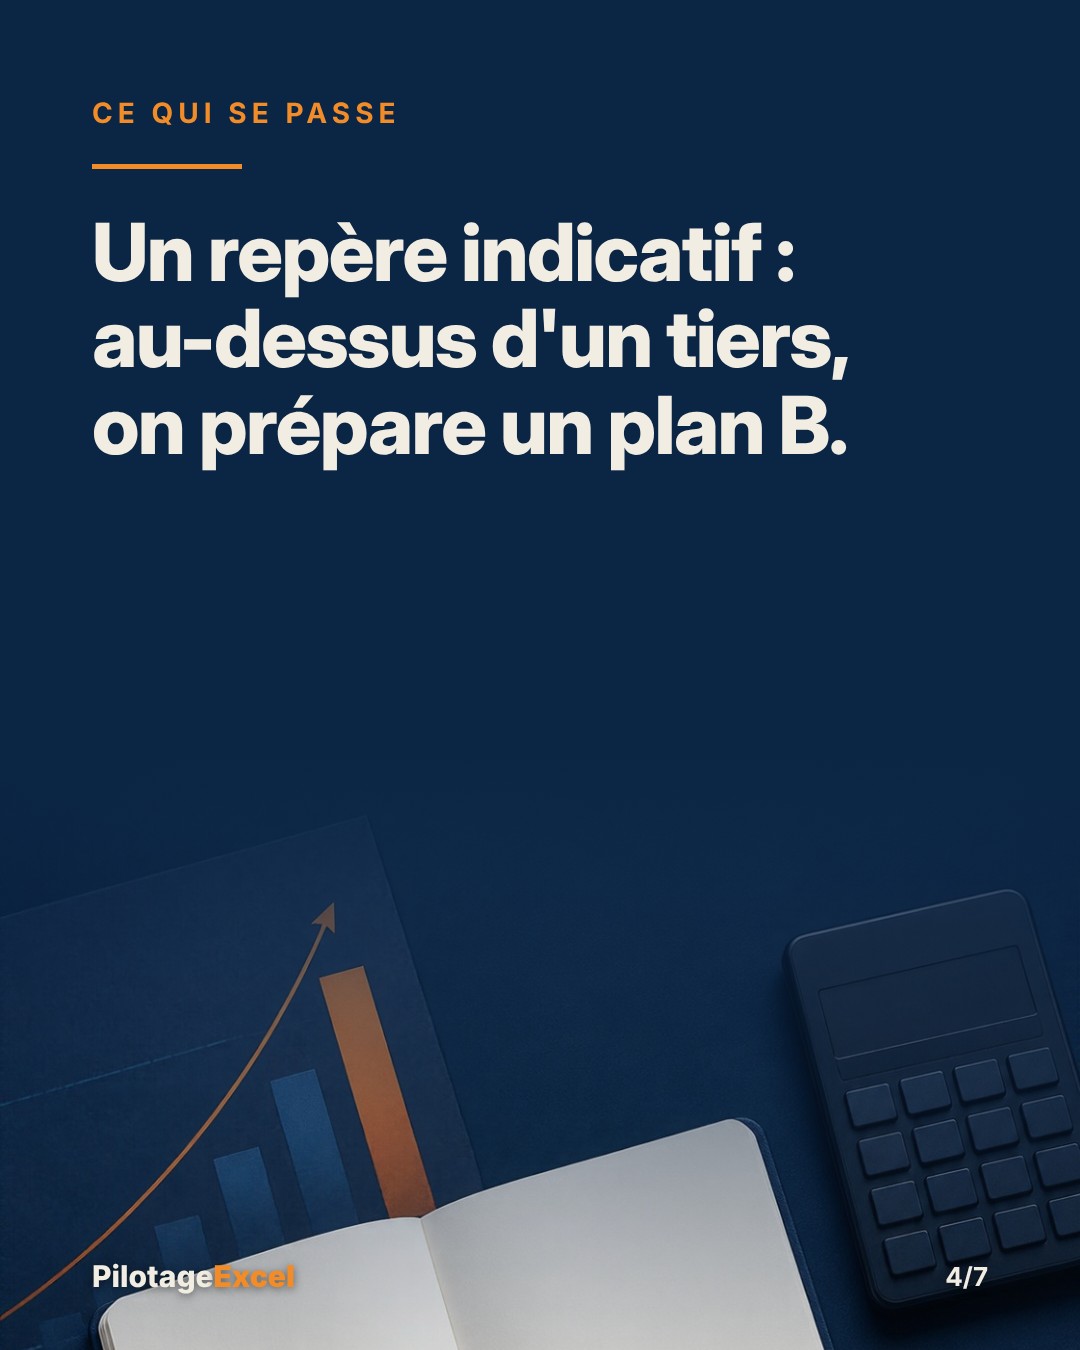 CE QUI SE PASSE
Un repère indicatif :
au-dessus d'un tiers,
on prépare un plan B.
PilotageExcel
4/7